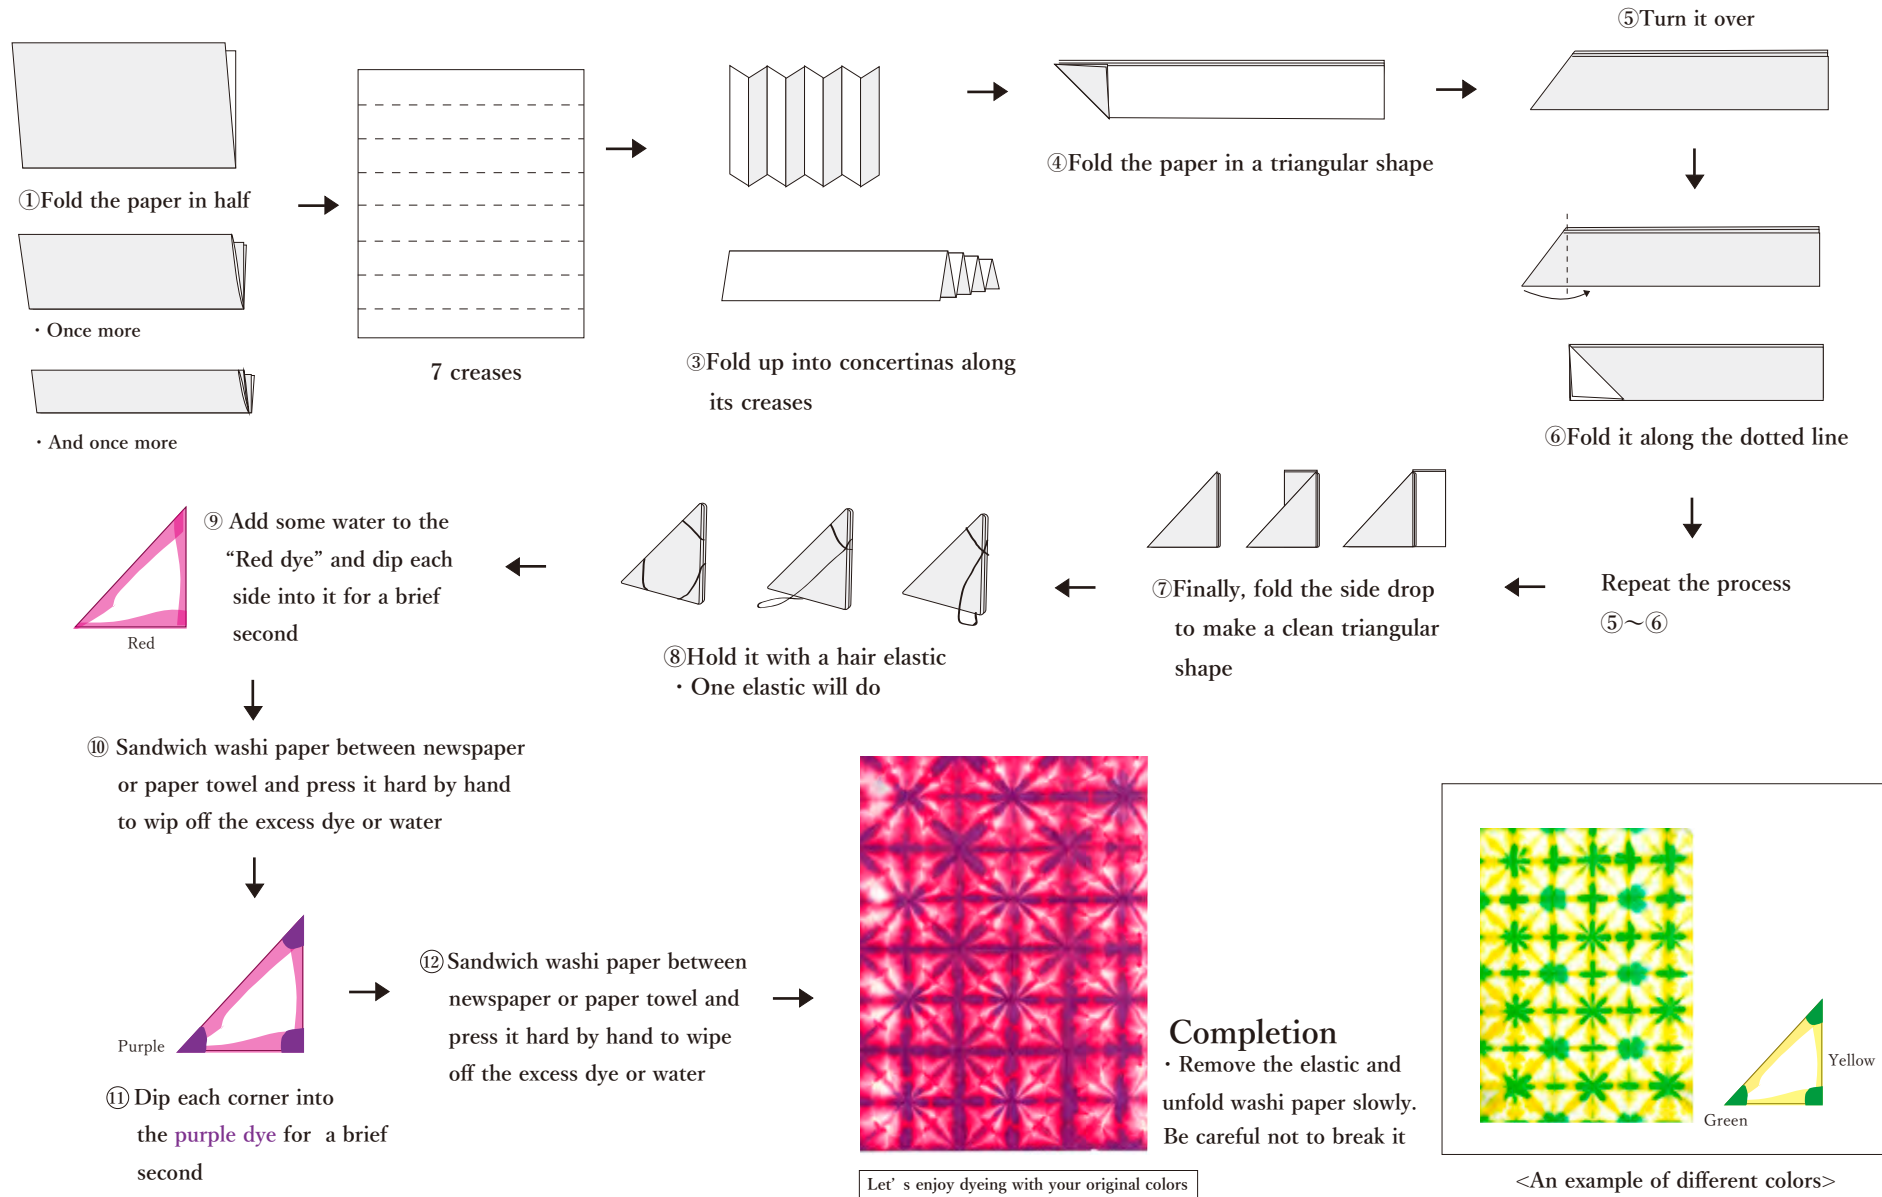 ①Fold the paper in half
・Once more
・And once more
7 creases
③Fold up into concertinas along
its creases
④Fold the paper in a triangular shape
⑤Turn it over
⑥Fold it along the dotted line
Repeat the process
⑤〜⑥
⑦Finally, fold the side drop
to make a clean triangular
shape
⑧Hold it with a hair elastic
・One elastic will do
⑨ Add some water to the
“Red dye” and dip each
side into it for a brief
second
Red
⑩ Sandwich washi paper between newspaper
or paper towel and press it hard by hand
to wip off the excess dye or water
Purple
⑪ Dip each corner into
the purple dye for a brief
second
⑫ Sandwich washi paper between
newspaper or paper towel and
press it hard by hand to wipe
off the excess dye or water
Completion
・Remove the elastic and
unfold washi paper slowly.
Be careful not to break it
Let’ s enjoy dyeing with your original colors
Yellow
Green
<An example of different colors>